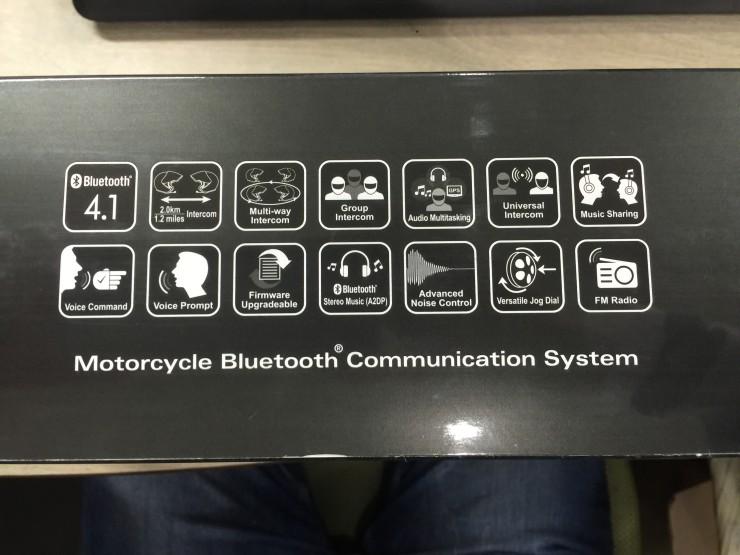 Bluetooth®
4.1
2.0km
1.2 miles Intercom
Multi-way
Intercom
Group
Intercom
GPS
Audio Multitasking
Universal
Intercom
Music Sharing
Voice Command
Voice Prompt
Firmware
Upgradeable
Bluetooth®
Stereo Music (A2DP)
Advanced
Noise Control
Versatile Jog Dial
FM Radio
Motorcycle Bluetooth® Communication System